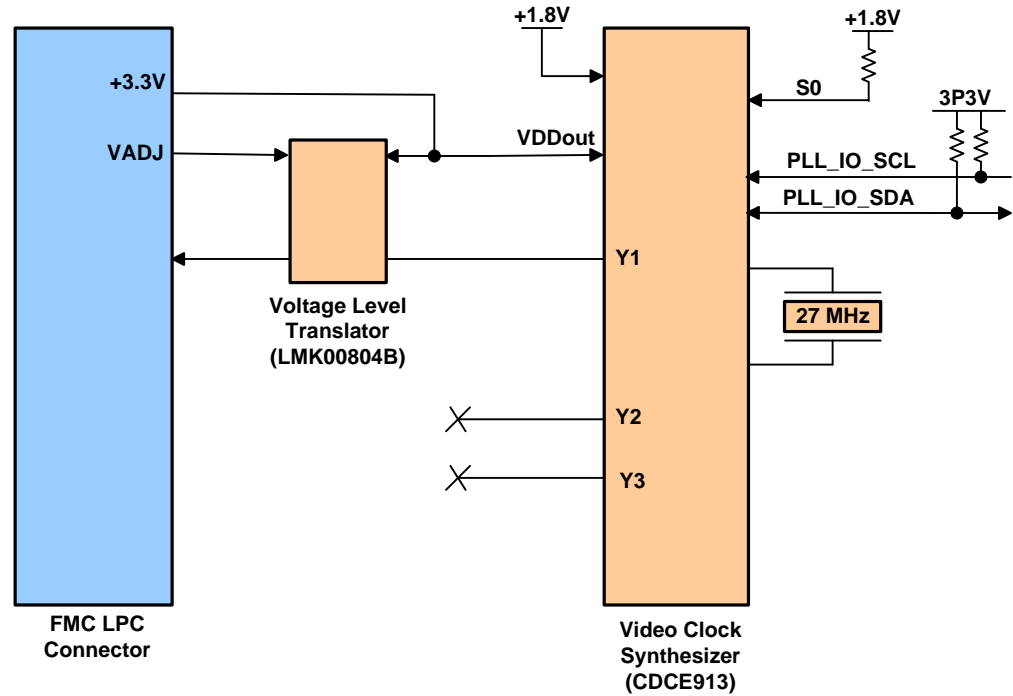 +1.8V
+1.8V
+3.3V
S0
3P3V
VADJ
VDDout
PLL_IO_SCL
PLL_IO_SDA
Y1
Voltage Level
Translator
(LMK00804B)
27 MHz
Y2
Y3
FMC LPC
Connector
Video Clock
Synthesizer
(CDCE913)